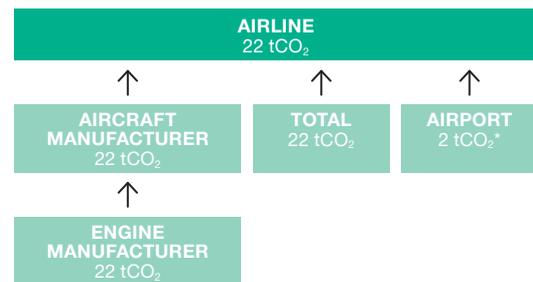 AIRLINE
22 tCO₂
AIRCRAFT
MANUFACTURER
22 tCO₂
TOTAL
22 tCO₂
AIRPORT
2 tCO₂*
ENGINE
MANUFACTURER
22 tCO₂